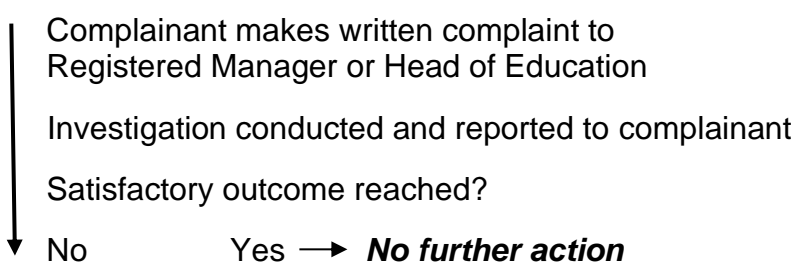 Complainant makes written complaint to
Registered Manager or Head of Education
Investigation conducted and reported to complainant
Satisfactory outcome reached?
No Yes → No further action